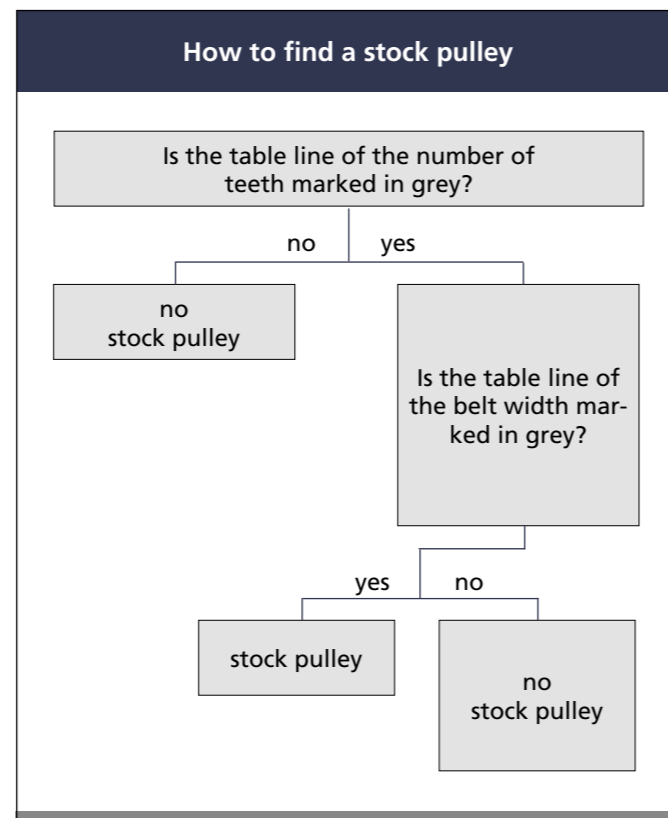 How to find a stock pulley
Is the table line of the number of
teeth marked in grey?
no
yes
no
stock pulley
Is the table line of
the belt width mar-
ked in grey?
yes
no
stock pulley
no
stock pulley